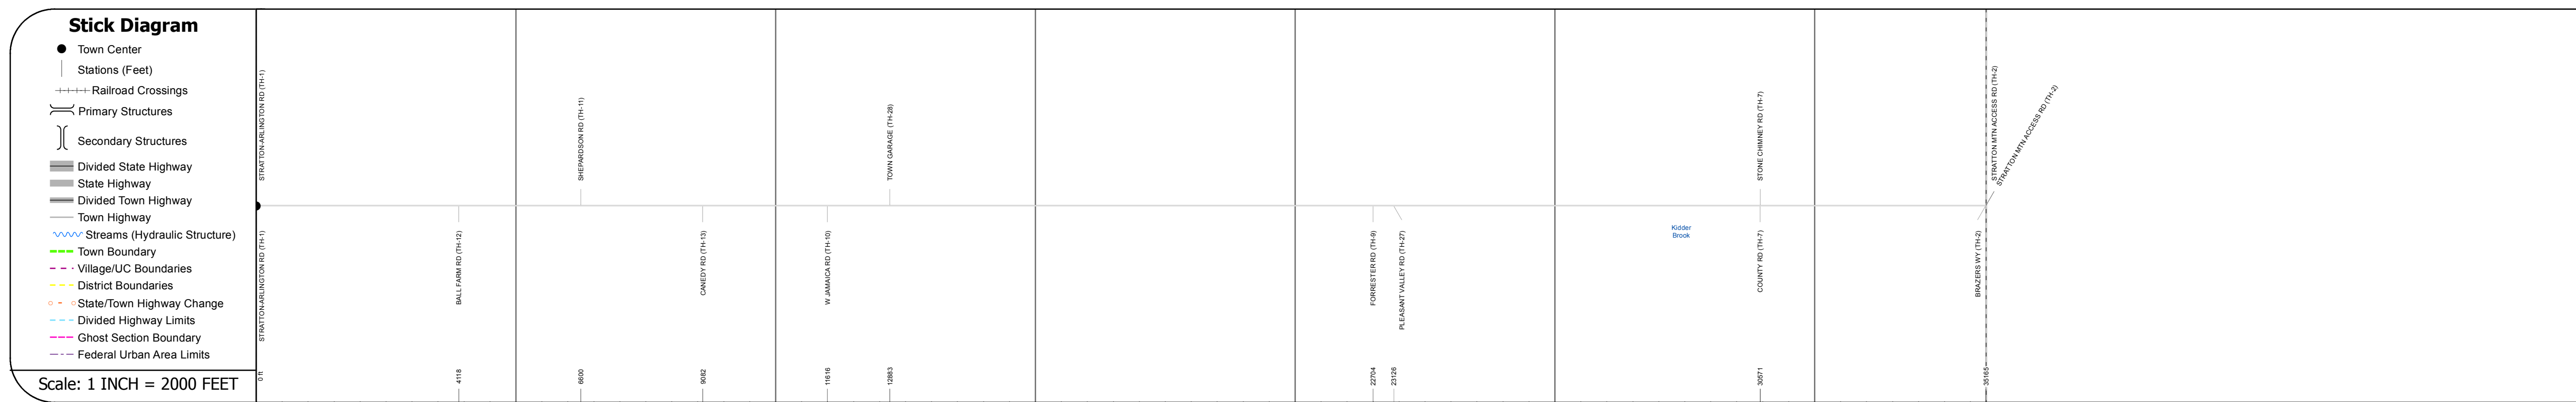 Stick Diagram
Town Center
Stations (Feet)
Railroad Crossings
Primary Structures
Secondary Structures
Divided State Highway
State Highway
Divided Town Highway
Town Highway
Streams (Hydraulic Structure)
Town Boundary
Village/UC Boundaries
District Boundaries
State/Town Highway Change
Divided Highway Limits
Ghost Section Boundary
Federal Urban Area Limits
Scale: 1 INCH = 2000 FEET
STRATTON-ARLINGTON RD (TH-1)
SHEPARDSON RD (TH-11)
TOWN GARAGE (TH-28)
STONE CHIMNEY RD (TH-7)
STRATTON MTN ACCESS RD (TH-2)
STRATTON MTN ACCESS RD (TH-2)
STRATTON-ARLINGTON RD (TH-1)
BALL FARM RD (TH-12)
CANEDY RD (TH-13)
W JAMAICA RD (TH-10)
FORRESTER RD (TH-9)
PLEASANT VALLEY RD (TH-27)
Kidder
Brook
COUNTY RD (TH-7)
BRAZERS WY (TH-2)
0 ft
4118
6600
9082
11616
12883
22704
23126
30571
35165